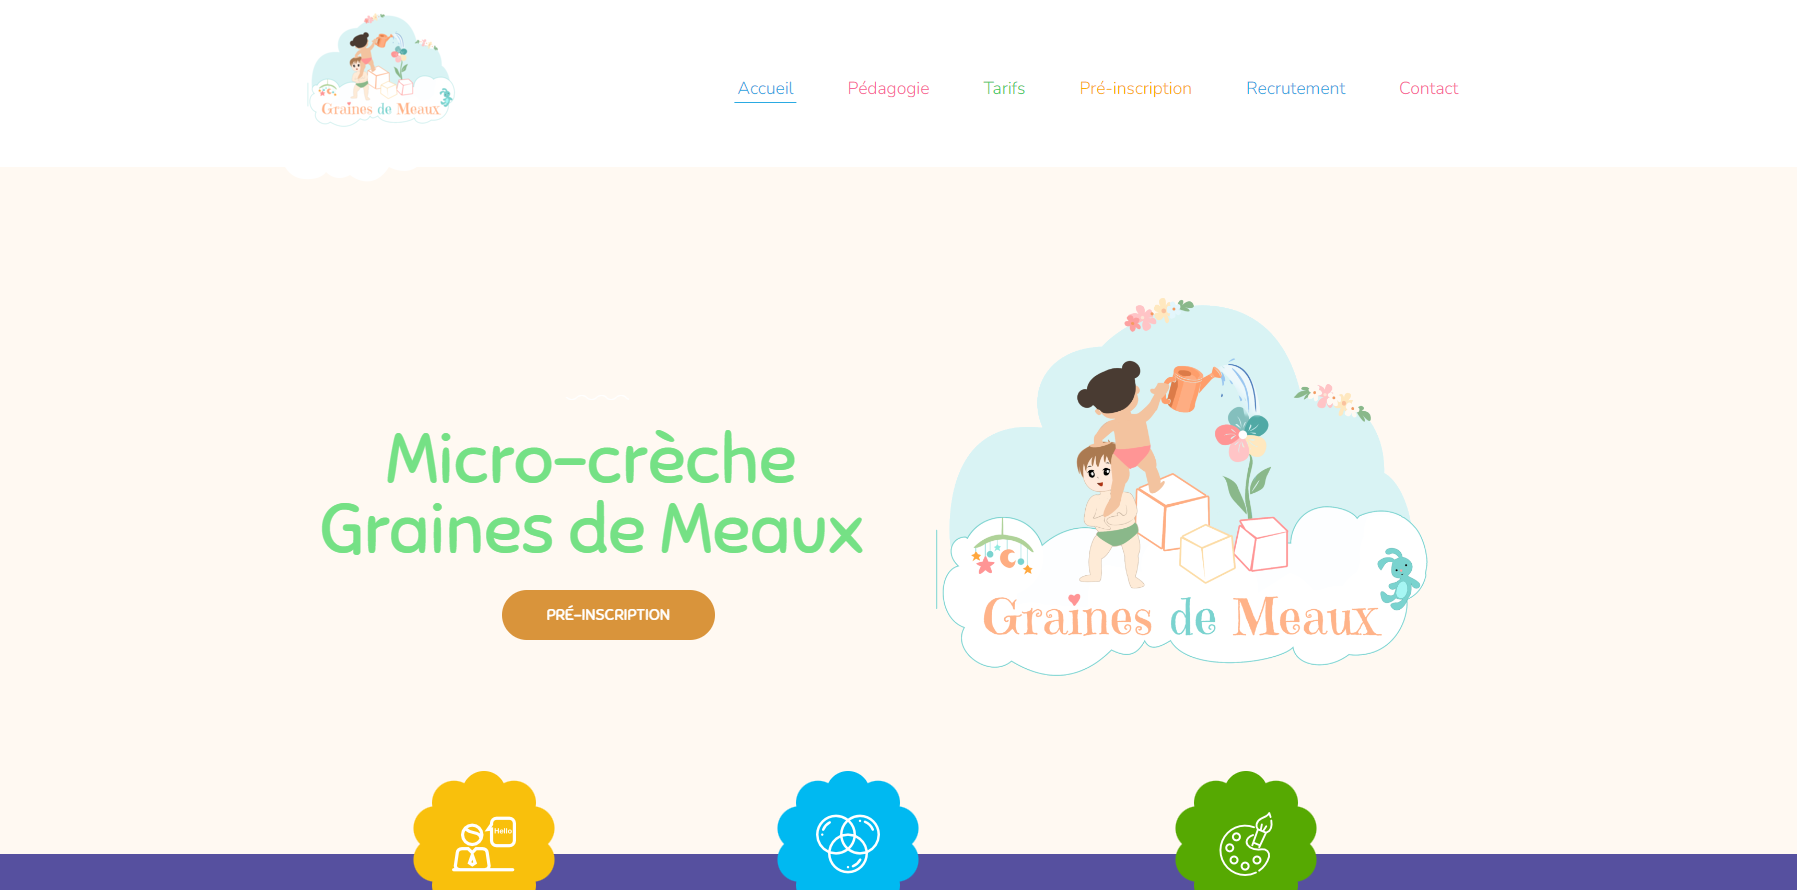 Graines de Meaux
Accueil
Pédagogie
Tarifs
Pré-inscription
Recrutement
Contact
Micro-crèche
Graines de Meaux
PRÉ-INSCRIPTION
Graines de Meaux
Hello